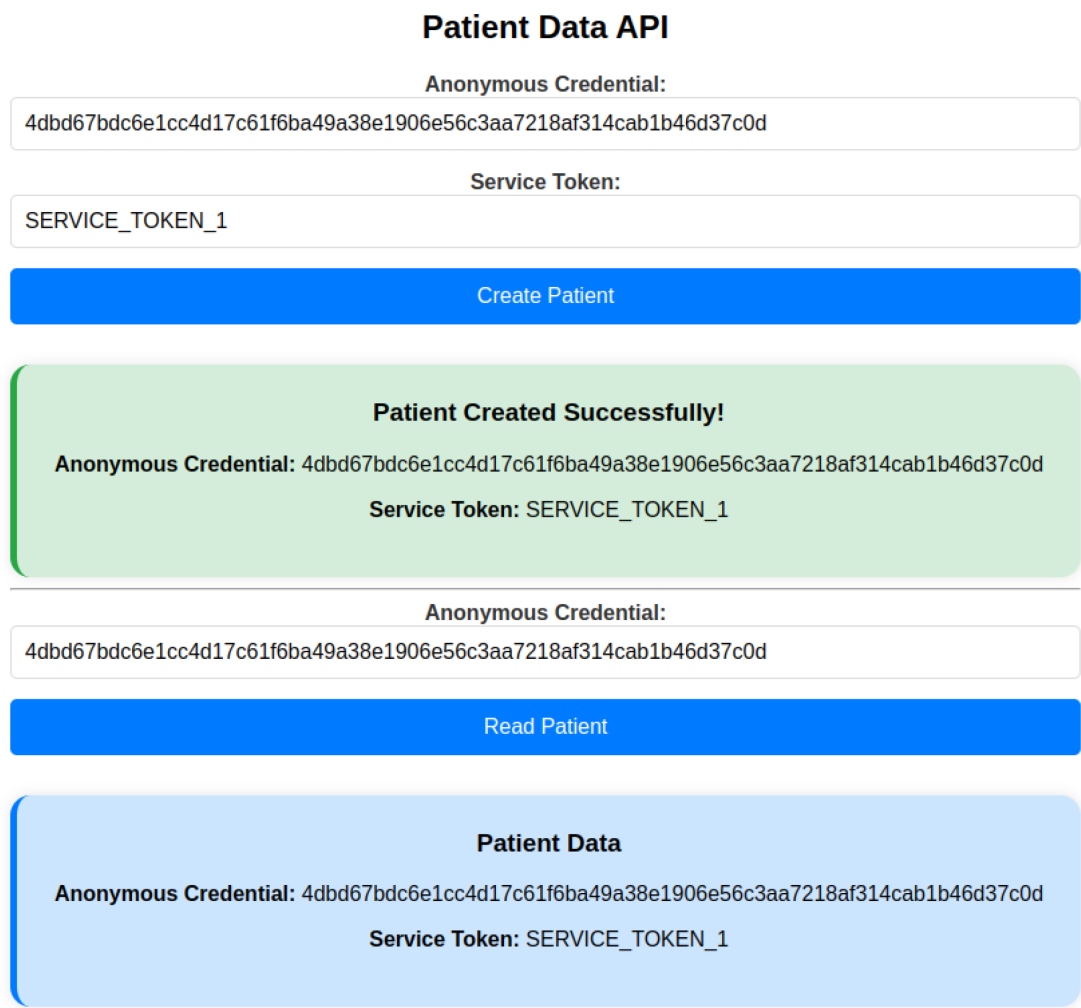 Patient Data API
Anonymous Credential:
4dbd67bdc6e1cc4d17c61f6ba49a38e1906e56c3aa7218af314cab1b46d37c0d
Service Token:
SERVICE_TOKEN_1
Create Patient
Patient Created Successfully!
Anonymous Credential: 4dbd67bdc6e1cc4d17c61f6ba49a38e1906e56c3aa7218af314cab1b46d37c0d
Service Token: SERVICE_TOKEN_1
Anonymous Credential:
4dbd67bdc6e1cc4d17c61f6ba49a38e1906e56c3aa7218af314cab1b46d37c0d
Read Patient
Patient Data
Anonymous Credential: 4dbd67bdc6e1cc4d17c61f6ba49a38e1906e56c3aa7218af314cab1b46d37c0d
Service Token: SERVICE_TOKEN_1